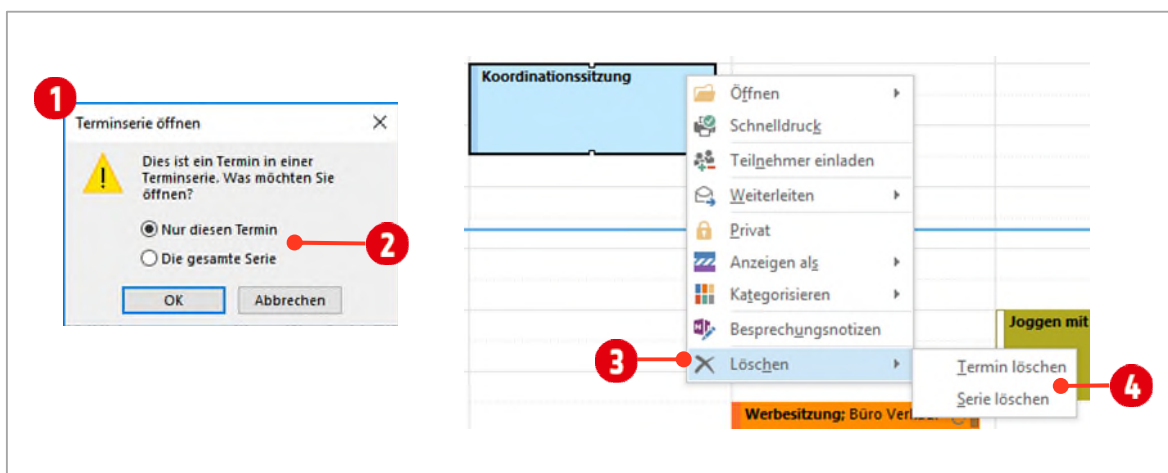 1
Terminserie öffnen
Dies ist ein Termin in einer
Terminserie. Was möchten Sie
öffnen?
Nur diesen Termin
2
Die gesamte Serie
OK Abbrechen
Koordinationssitzung
Öffnen
Schnelldruck
Teilnehmer einladen
Weiterleiten
Privat
Anzeigen als
Kategorisieren
Besprechungsnotizen
3
Löschen
Termin löschen
4
Serie löschen
Joggen mit
Werbesitzung; Büro